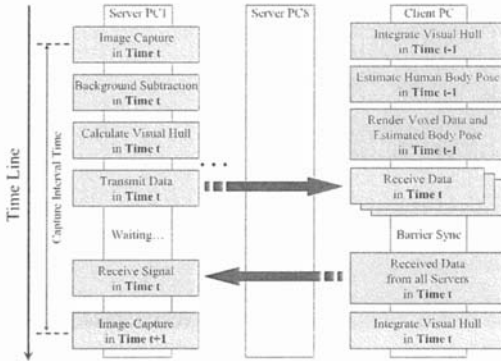 Server PC1
Server PC8
Client PC
Time Line
Capture Interval Time
Image Capture
in Time t
Background Subtraction
in Time t
Calculate Visual Hull
in Time t
...
Transmit Data
in Time t
Waiting...
Receive Signal
in Time t
Image Capture
in Time t+1
Integrate Visual Hull
in Time t-1
Estimate Human Body Pose
in Time t-1
Render Voxel Data and
Estimated Body Pose
in Time t-1
Receive Data
in Time t
Barrier Sync
Received Data
from all Servers
in Time t
Integrate Visual Hull
in Time t